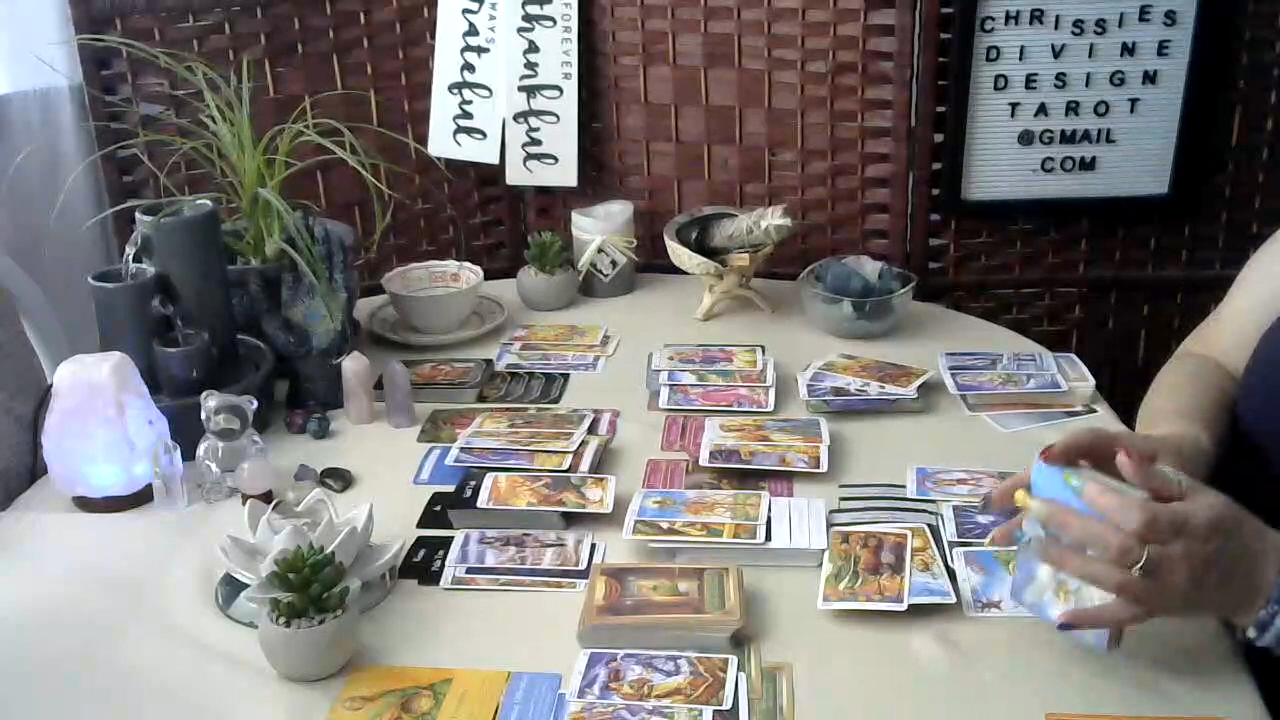 ALWAYS
grateful
FOREVER
thankful
CHRISSIES
DIVINE
DESIGN
TAROT
@GMAIL
.COM